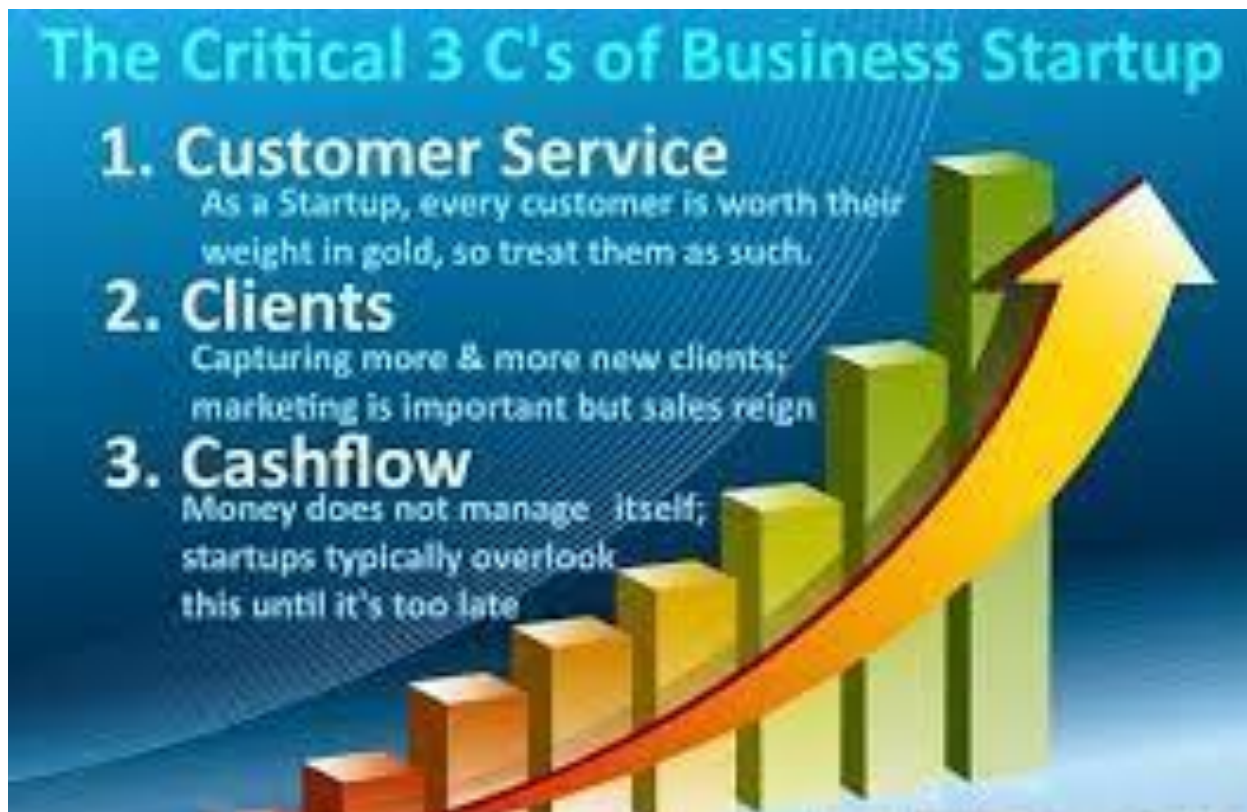 The Critical 3 C's of Business Startup
1. Customer Service
As a Startup, every customer is worth their
weight in gold, so treat them as such.
2. Clients
Capturing more & more new clients;
marketing is important but sales reign
3. Cashflow
Money does not manage itself;
startups typically overlook
this until it's too late